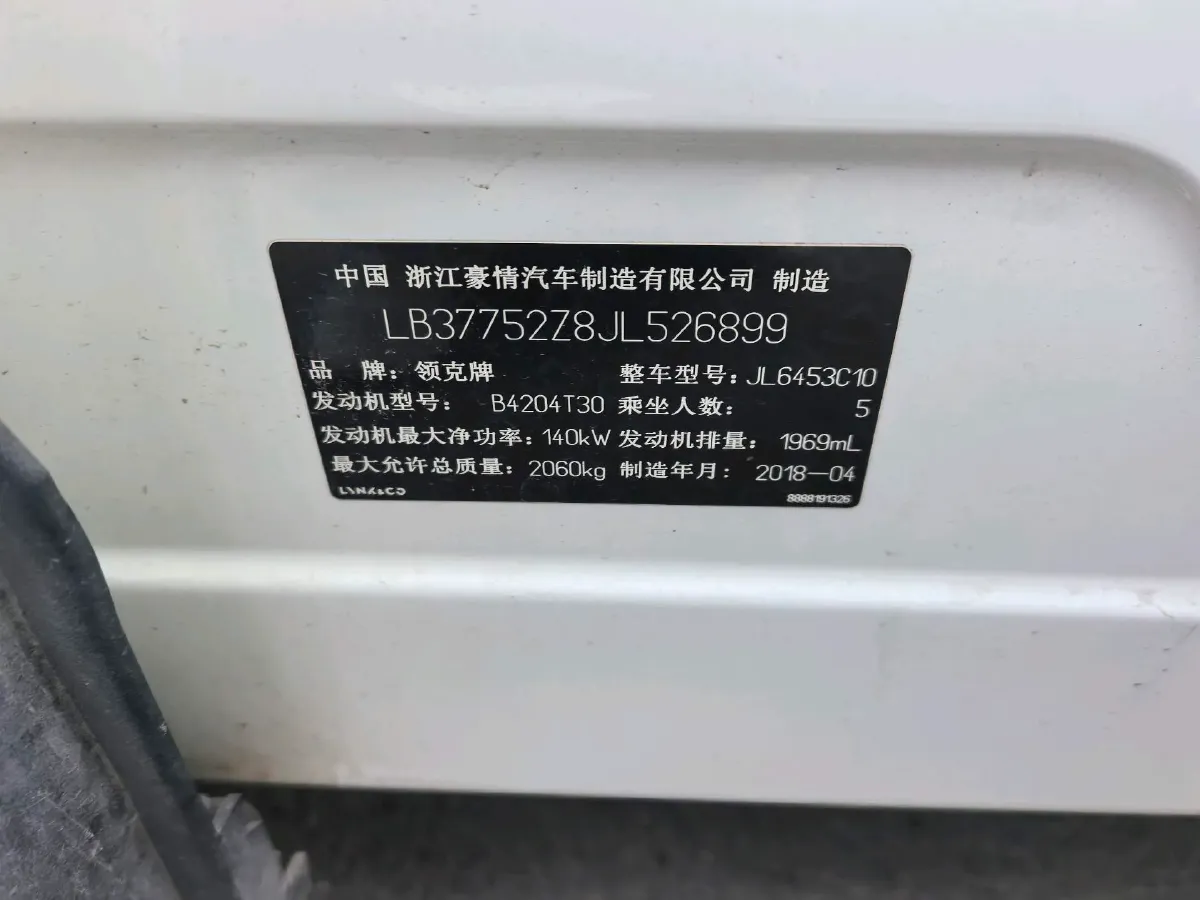 中国 浙江豪情汽车制造有限公司 制造
LB37752Z8JL526899
品 牌：领克牌 整车型号：JL6453C10
发动机型号： B4204T30 乘坐人数： 5
发动机最大净功率：140kW 发动机排量： 1969mL
最大允许总质量：2060kg 制造年月： 2018-04
8888191326